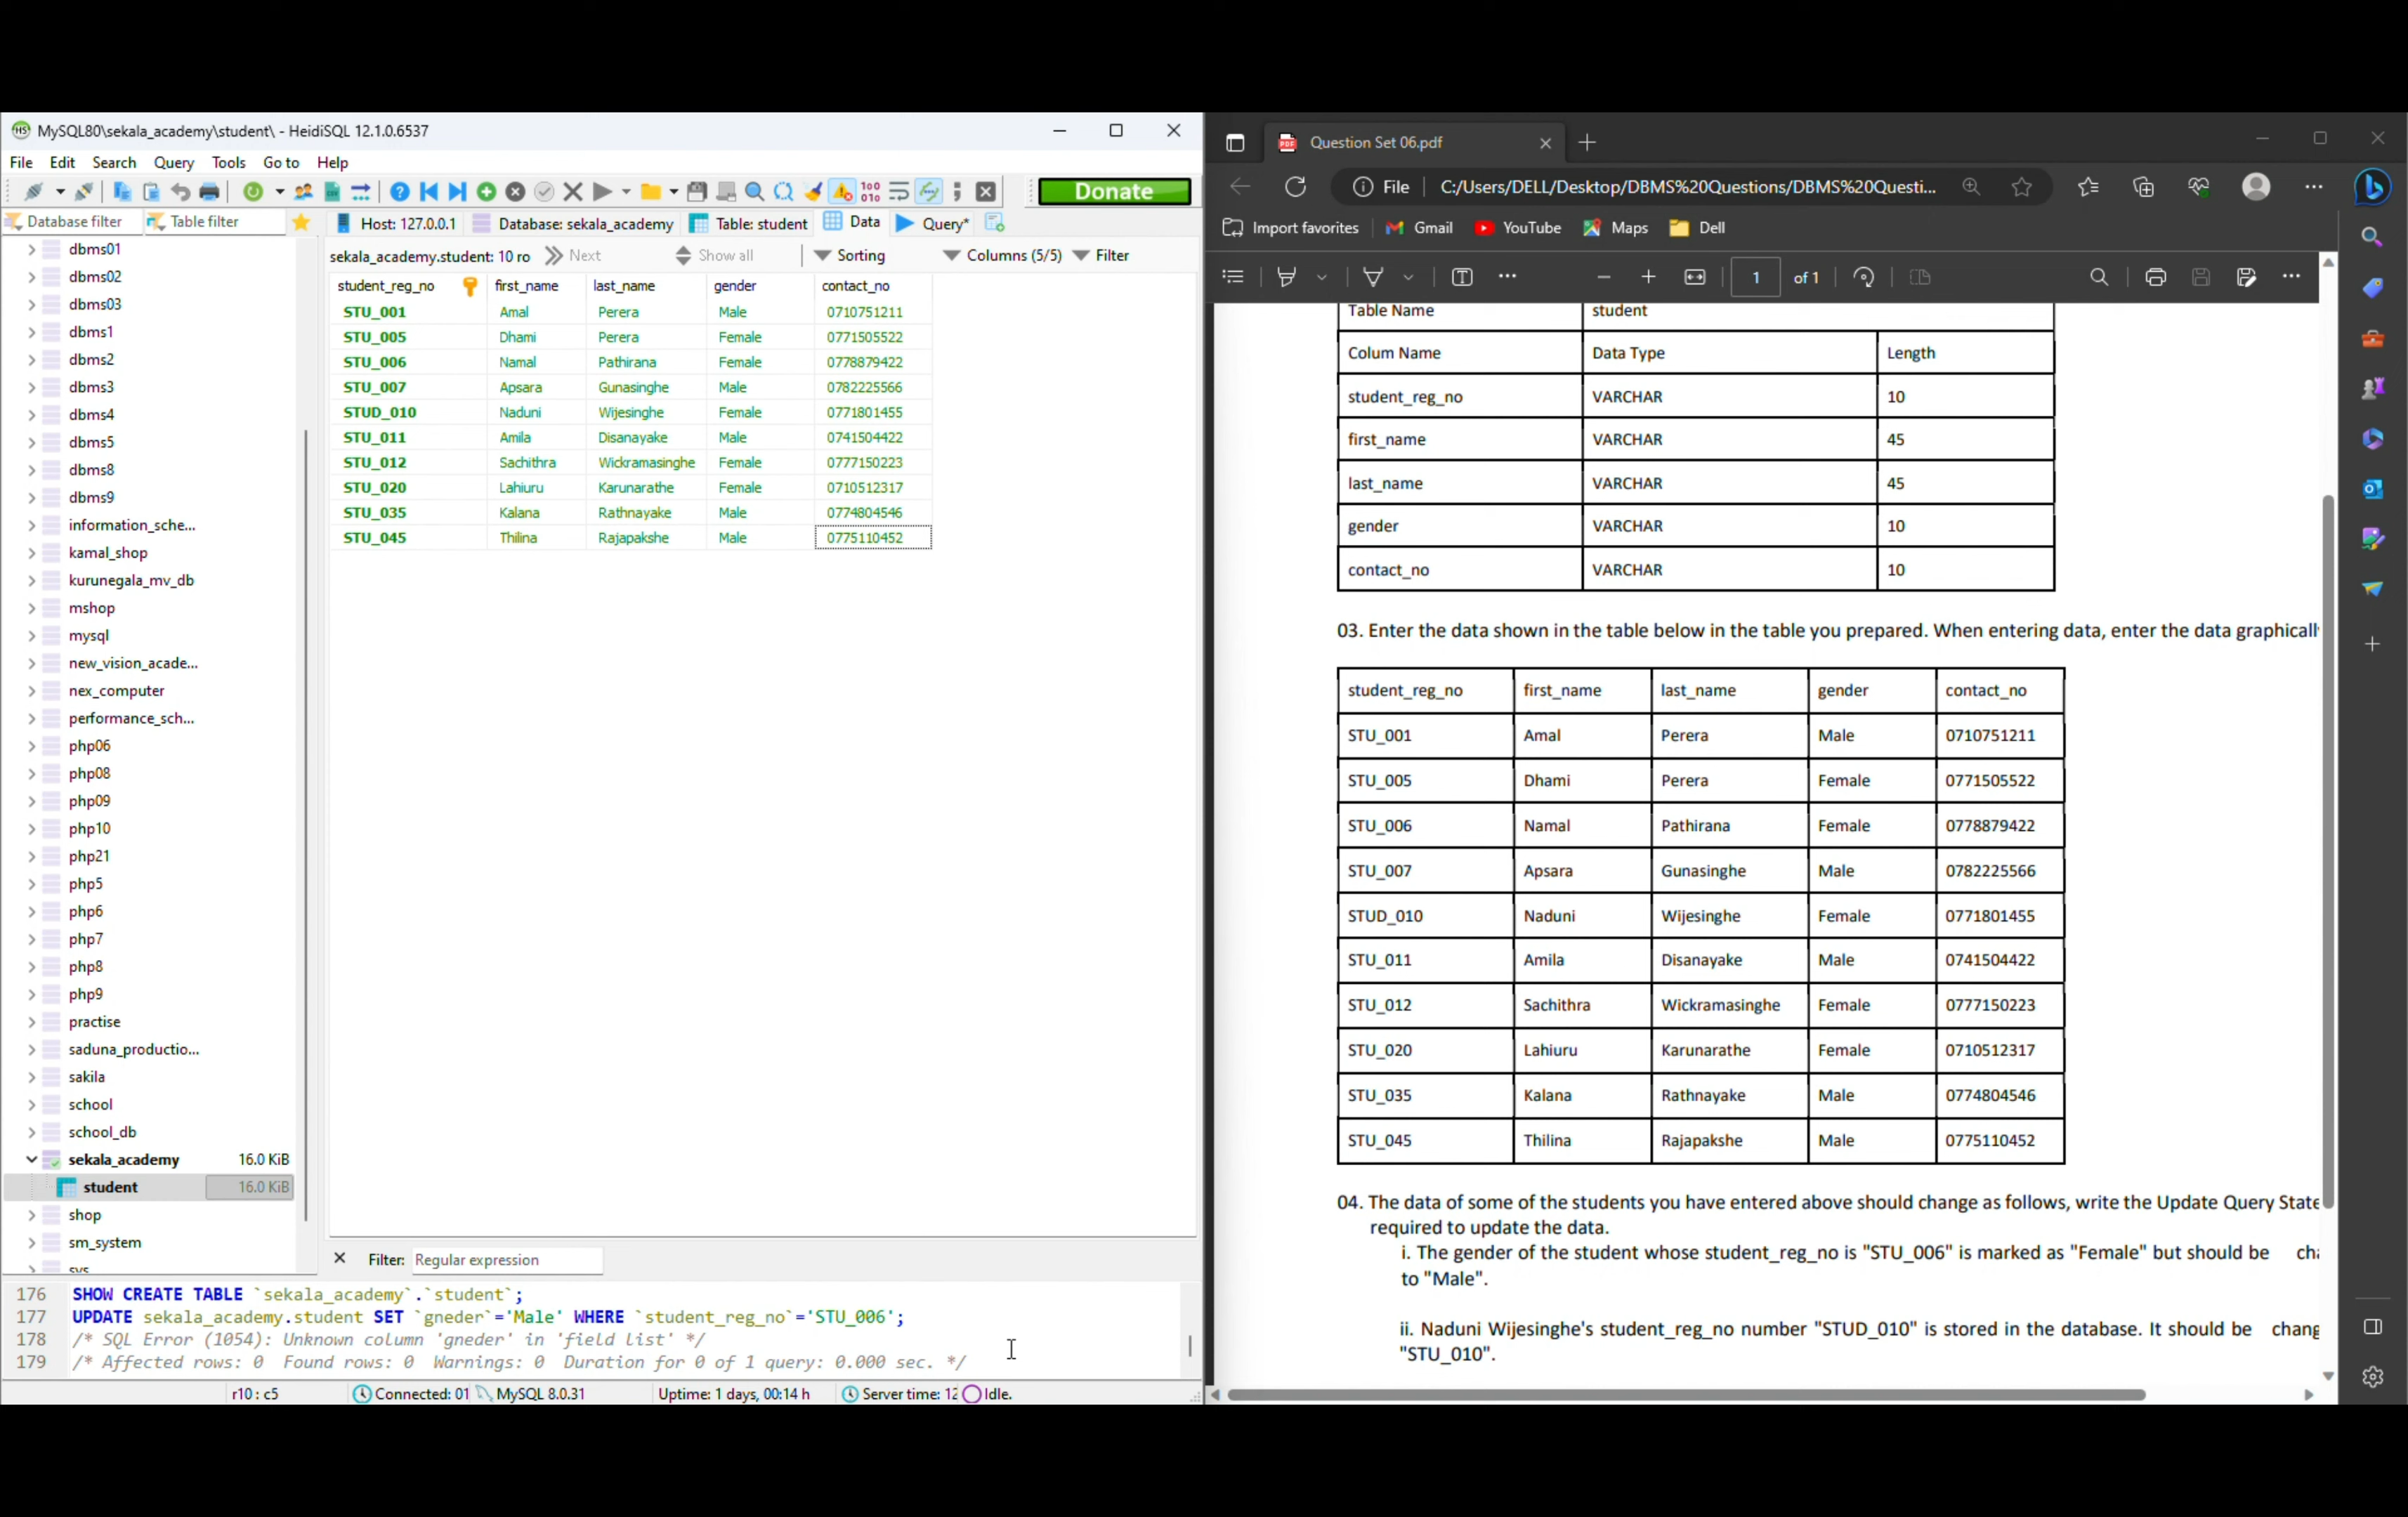 MySQL80\sekala_academy\student\ - HeidiSQL 12.1.0.6537
File Edit Search Query Tools Go to Help
Donate
Database filter Table filter Host: 127.0.0.1 Database: sekala_academy Table: student Data Query*
sekala_academy.student: 10 ro Next Show all Sorting Columns (5/5) Filter
student_reg_no first_name last_name gender contact_no
STU_001 Amal Perera Male 0710751211
STU_005 Dhami Perera Female 0771505522
STU_006 Namal Pathirana Female 0778879422
STU_007 Apsara Gunasinghe Male 0782225566
STUD_010 Naduni Wijesinghe Female 0771801455
STU_011 Amila Disanayake Male 0741504422
STU_012 Sachithra Wickramasinghe Female 0777150223
STU_020 Lahiuru Karunarathe Female 0710512317
STU_035 Kalana Rathnayake Male 0774804546
STU_045 Thilina Rajapakshe Male 0775110452
dbms01
dbms02
dbms03
dbms1
dbms2
dbms3
dbms4
dbms5
dbms8
dbms9
information_sche...
kamal_shop
kurunegala_mv_db
mshop
mysql
new_vision_acade...
nex_computer
performance_sch...
php06
php08
php09
php10
php21
php5
php6
php7
php8
php9
practise
saduna_productio...
sakila
school
school_db
sekala_academy 16.0 KiB
student 16.0 KiB
shop
sm_system
sys
Filter: Regular expression
176 SHOW CREATE TABLE `sekala_academy`.`student`;
177 UPDATE sekala_academy.student SET `gneder`='Male' WHERE `student_reg_no`='STU_006';
178 /* SQL Error (1054): Unknown column 'gneder' in 'field list' */
179 /* Affected rows: 0 Found rows: 0 Warnings: 0 Duration for 0 of 1 query: 0.000 sec. */
r10 : c5 Connected: 01 MySQL 8.0.31 Uptime: 1 days, 00:14 h Server time: 12 Idle.
Question Set 06.pdf
File C:/Users/DELL/Desktop/DBMS%20Questions/DBMS%20Questi...
Import favorites Gmail YouTube Maps Dell
1 of 1
Table Name student
Colum Name Data Type Length
student_reg_no VARCHAR 10
first_name VARCHAR 45
last_name VARCHAR 45
gender VARCHAR 10
contact_no VARCHAR 10
03. Enter the data shown in the table below in the table you prepared. When entering data, enter the data graphicall
student_reg_no first_name last_name gender contact_no
STU_001 Amal Perera Male 0710751211
STU_005 Dhami Perera Female 0771505522
STU_006 Namal Pathirana Female 0778879422
STU_007 Apsara Gunasinghe Male 0782225566
STUD_010 Naduni Wijesinghe Female 0771801455
STU_011 Amila Disanayake Male 0741504422
STU_012 Sachithra Wickramasinghe Female 0777150223
STU_020 Lahiuru Karunarathe Female 0710512317
STU_035 Kalana Rathnayake Male 0774804546
STU_045 Thilina Rajapakshe Male 0775110452
04. The data of some of the students you have entered above should change as follows, write the Update Query State
required to update the data.
i. The gender of the student whose student_reg_no is "STU_006" is marked as "Female" but should be cha
to "Male".
ii. Naduni Wijesinghe's student_reg_no number "STUD_010" is stored in the database. It should be chang
"STU_010".